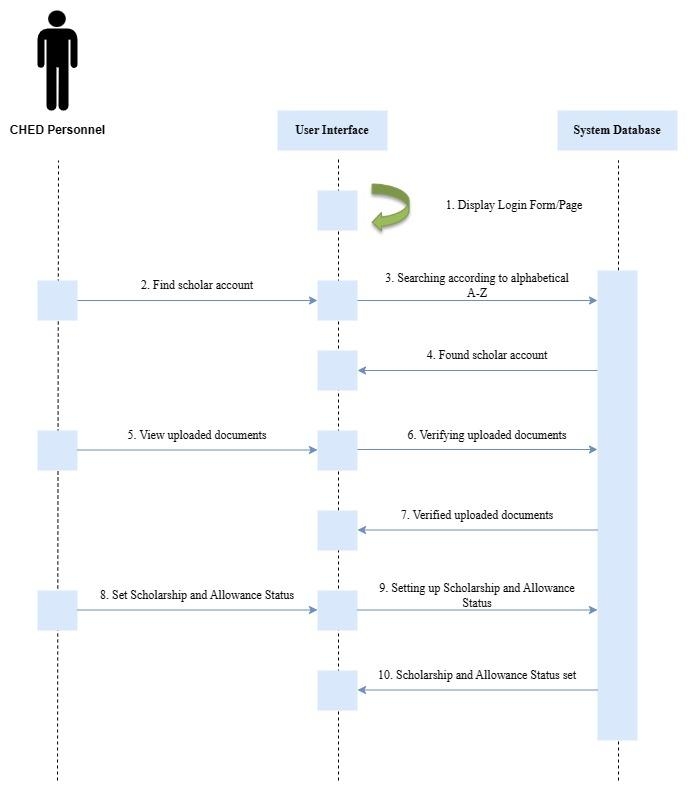 CHED Personnel
User Interface
System Database
1. Display Login Form/Page
2. Find scholar account
3. Searching according to alphabetical
A-Z
4. Found scholar account
5. View uploaded documents
6. Verifying uploaded documents
7. Verified uploaded documents
8. Set Scholarship and Allowance Status
9. Setting up Scholarship and Allowance
Status
10. Scholarship and Allowance Status set